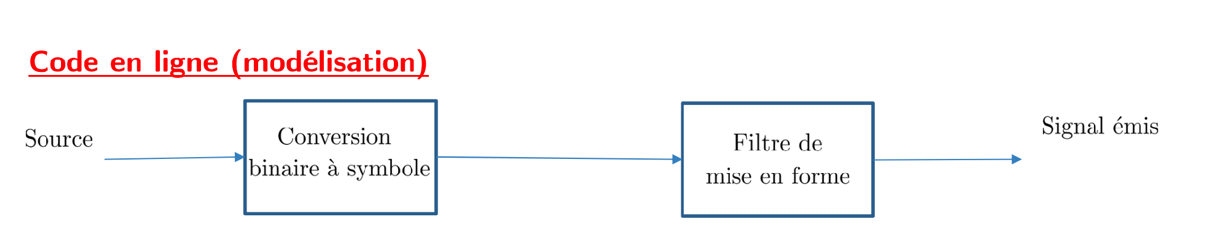 Code en ligne (modélisation)
Source
Conversion
binaire à symbole
Filtre de
mise en forme
Signal émis